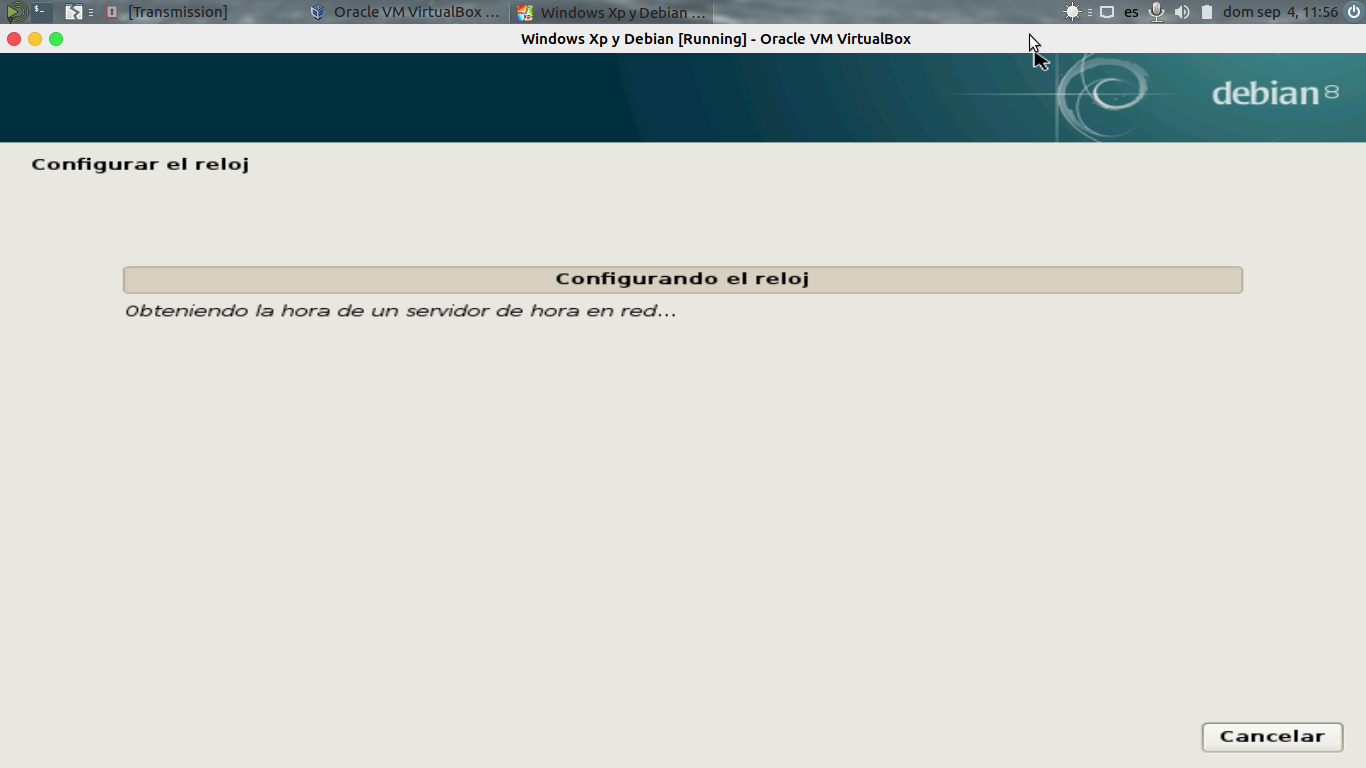 [Transmission]
Oracle VM VirtualBox ...
Windows Xp y Debian ...
es
dom sep 4, 11:56
Windows Xp y Debian [Running] - Oracle VM VirtualBox
debian 8
Configurar el reloj
Configurando el reloj
Obteniendo la hora de un servidor de hora en red...
Cancelar